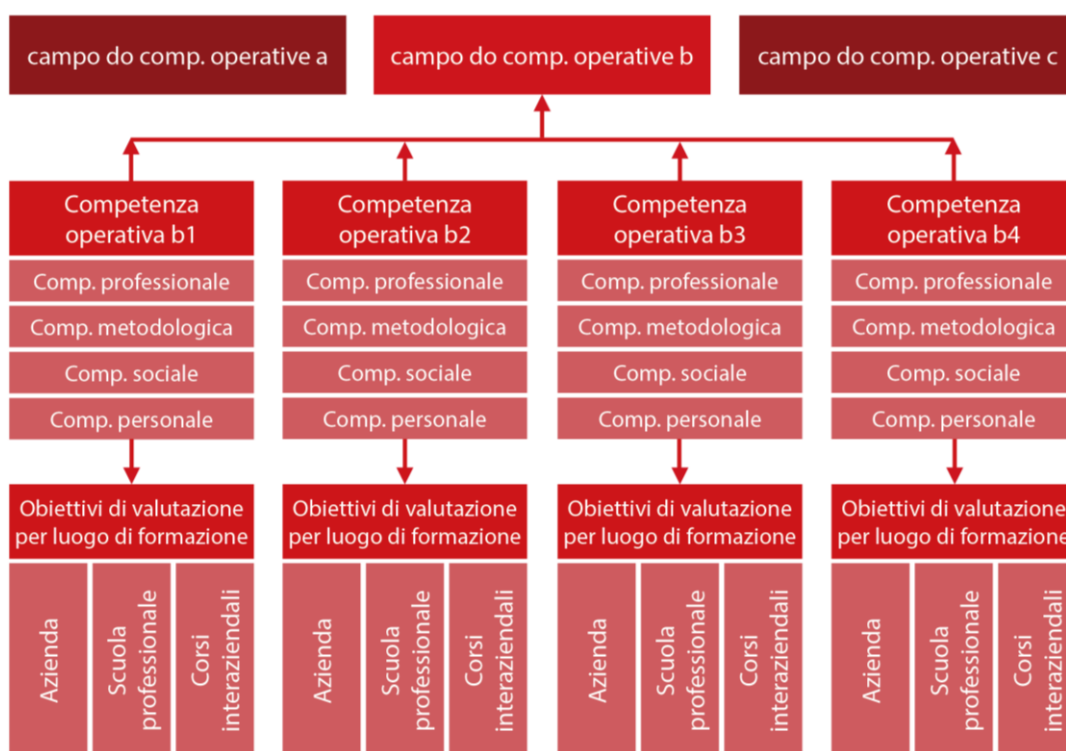 campo do comp. operative a
campo do comp. operative b
campo do comp. operative c
Competenza
operativa b1
Competenza
operativa b2
Competenza
operativa b3
Competenza
operativa b4
Comp. professionale
Comp. professionale
Comp. professionale
Comp. professionale
Comp. metodologica
Comp. metodologica
Comp. metodologica
Comp. metodologica
Comp. sociale
Comp. sociale
Comp. sociale
Comp. sociale
Comp. personale
Comp. personale
Comp. personale
Comp. personale
Obiettivi di valutazione
per luogo di formazione
Obiettivi di valutazione
per luogo di formazione
Obiettivi di valutazione
per luogo di formazione
Obiettivi di valutazione
per luogo di formazione
Azienda
Scuola
professionale
Corsi
interaziendali
Azienda
Scuola
professionale
Corsi
interaziendali
Azienda
Scuola
professionale
Corsi
interaziendali
Azienda
Scuola
professionale
Corsi
interaziendali